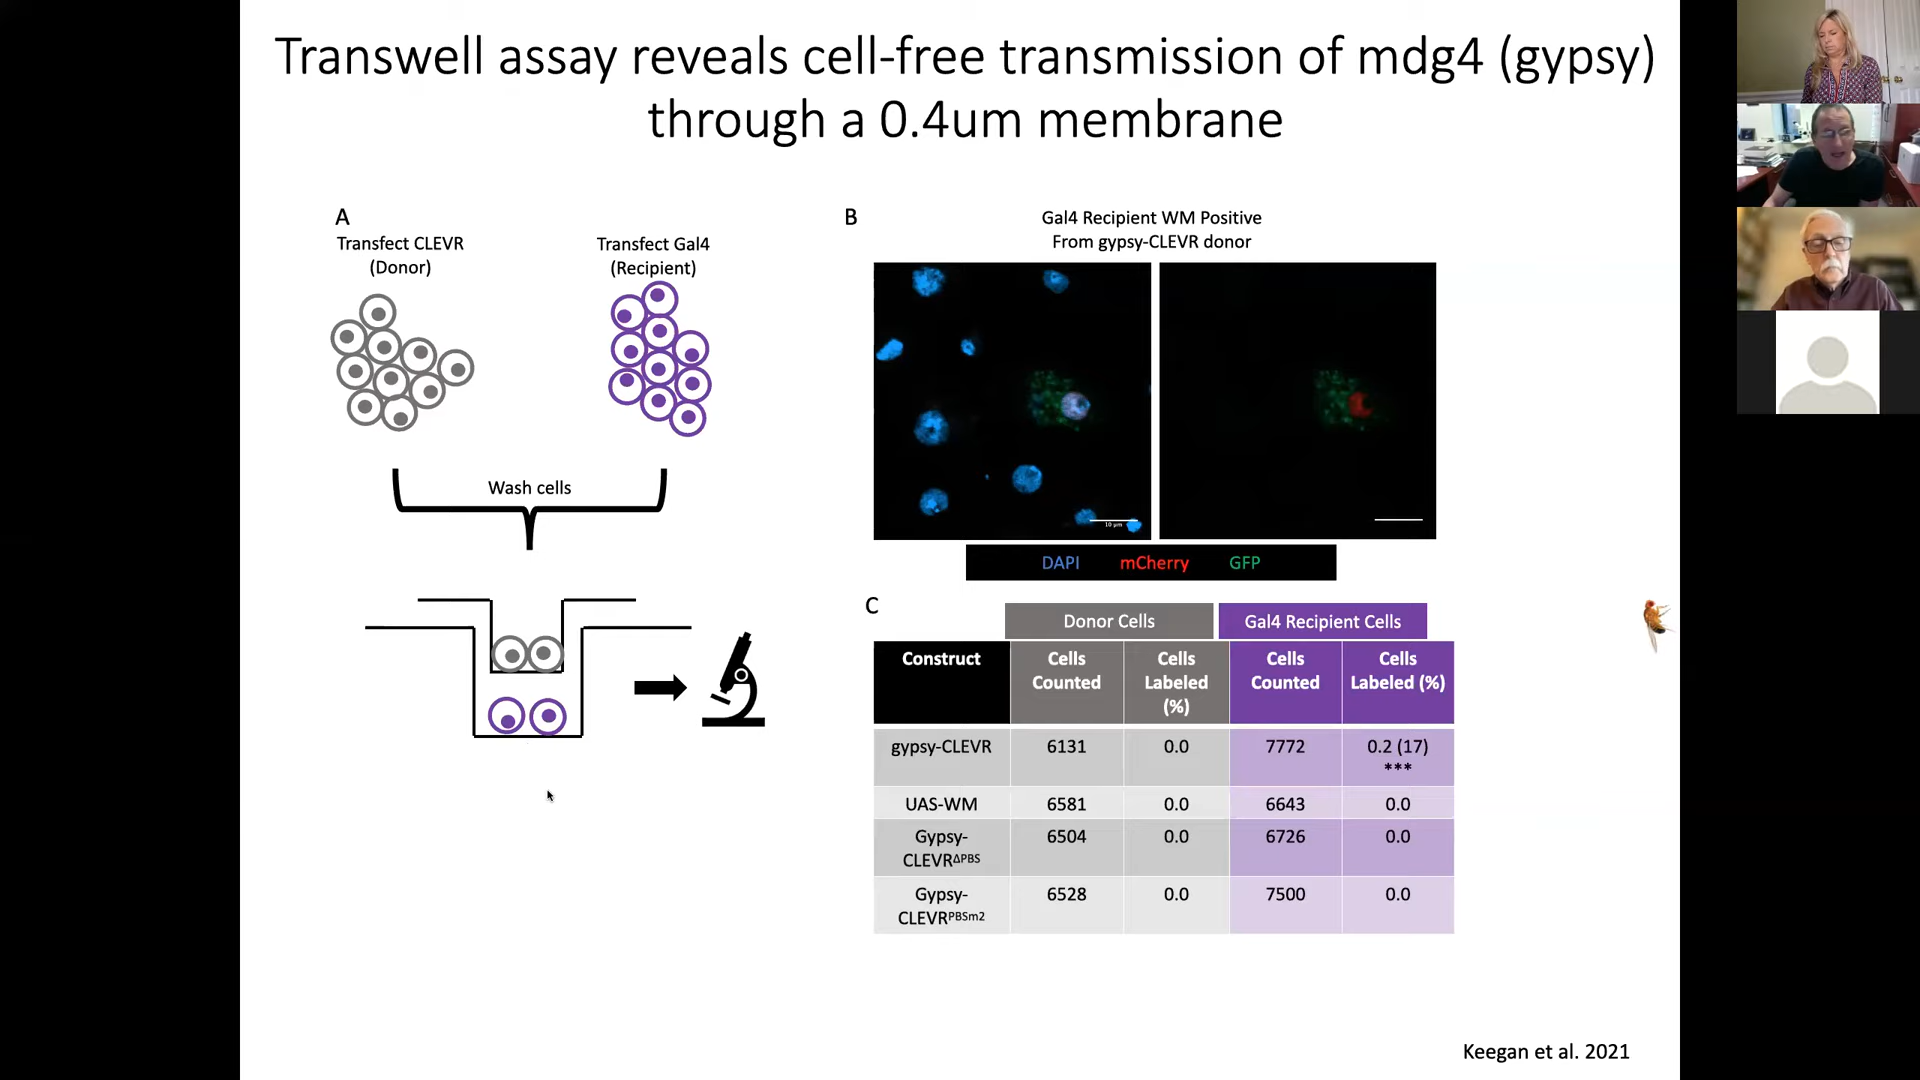 Transwell assay reveals cell-free transmission of mdg4 (gypsy)
through a 0.4um membrane
A
Transfect CLEVR
(Donor)
Transfect Gal4
(Recipient)
Wash cells
B
Gal4 Recipient WM Positive
From gypsy-CLEVR donor
10 μm
DAPI mCherry GFP
C
Donor Cells Gal4 Recipient Cells
Construct Cells Counted Cells Labeled (%) Cells Counted Cells Labeled (%)
gypsy-CLEVR 6131 0.0 7772 0.2 (17) ***
UAS-WM 6581 0.0 6643 0.0
Gypsy-CLEVRΔPBS 6504 0.0 6726 0.0
Gypsy-CLEVRPBSm2 6528 0.0 7500 0.0
Keegan et al. 2021